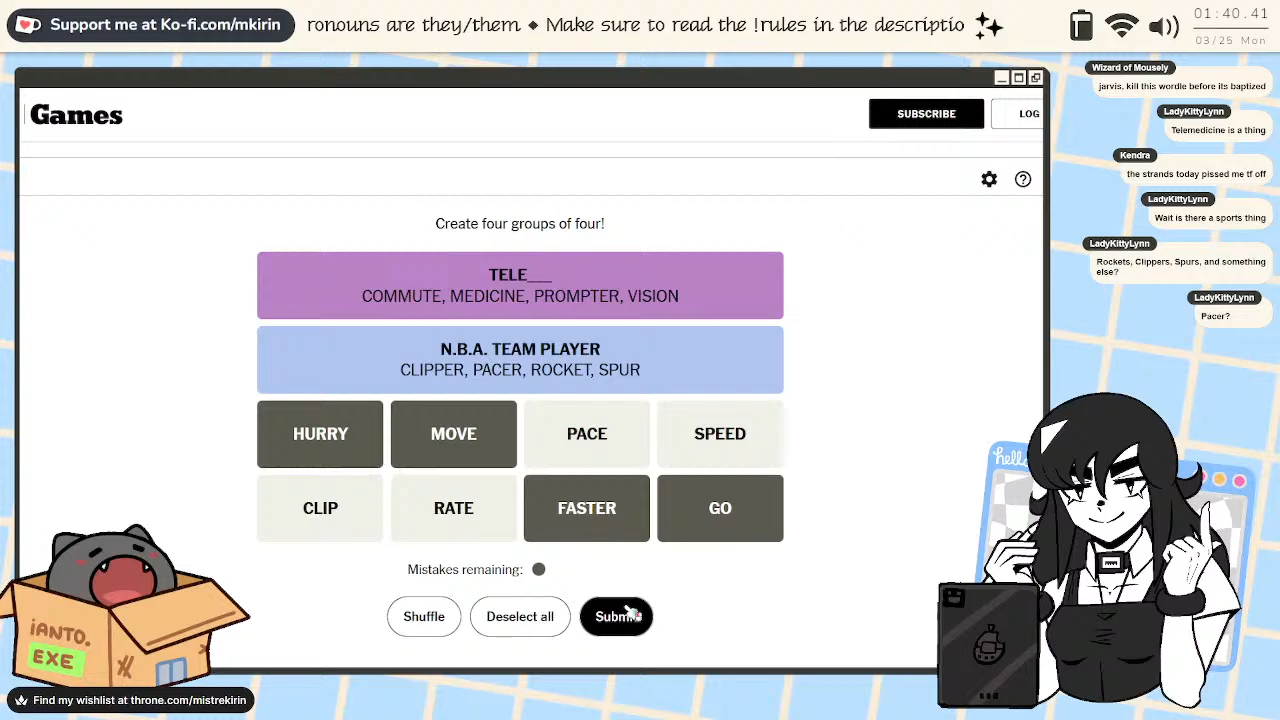 Support me at Ko-fi.com/mkirin
ronouns are they/them ⬥ Make sure to read the !rules in the descriptio
01:40.41
03/25 Mon
Games
SUBSCRIBE
LOG
Create four groups of four!
TELE___
COMMUTE, MEDICINE, PROMPTER, VISION
N.B.A. TEAM PLAYER
CLIPPER, PACER, ROCKET, SPUR
HURRY
MOVE
PACE
SPEED
CLIP
RATE
FASTER
GO
Mistakes remaining:
Shuffle
Deselect all
Submit
Wizard of Mousely
jarvis, kill this wordle before its baptized
LadyKittyLynn
Telemedicine is a thing
Kendra
the strands today pissed me tf off
LadyKittyLynn
Wait is there a sports thing
LadyKittyLynn
Rockets, Clippers, Spurs, and something
else?
LadyKittyLynn
Pacer?
hello
iANTO.
EXE
Find my wishlist at throne.com/mistrekirin